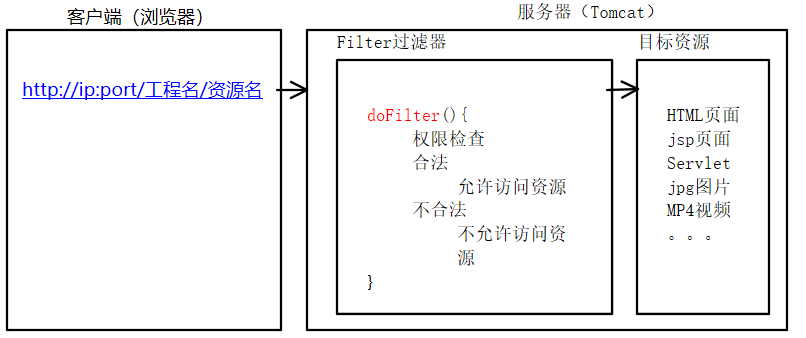 客户端（浏览器）
http://ip:port/工程名/资源名
服务器（Tomcat）
Filter过滤器
doFilter(){
权限检查
合法
允许访问资源
不合法
不允许访问资
源
}
目标资源
HTML页面
jsp页面
Servlet
jpg图片
MP4视频
。。。